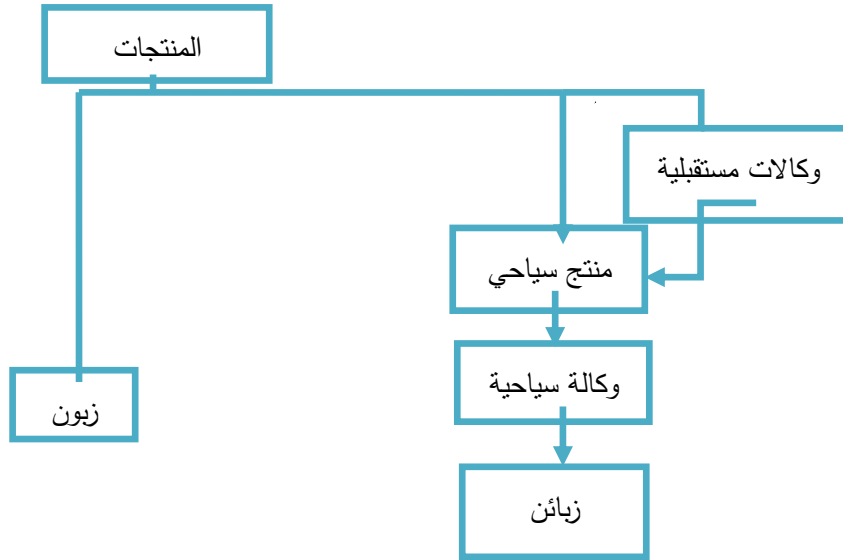 المنتجات
وكالات مستقبلية
منتج سياحي
وكالة سياحية
زبون
زبائن